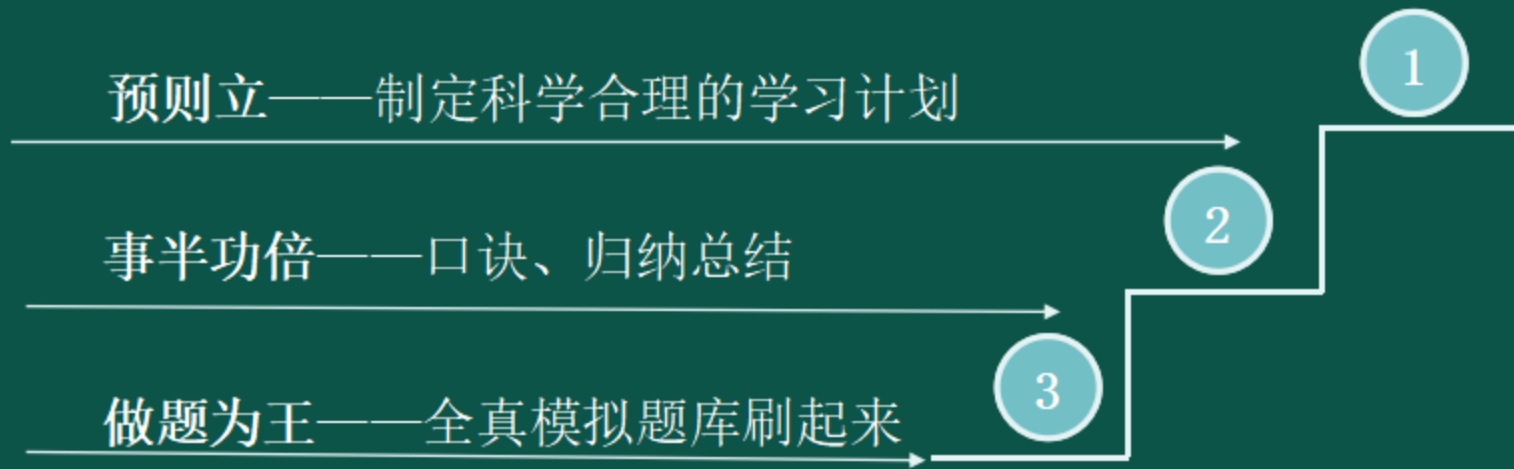 预则立——制定科学合理的学习计划
1
事半功倍——口诀、归纳总结
2
做题为王——全真模拟题库刷起来
3